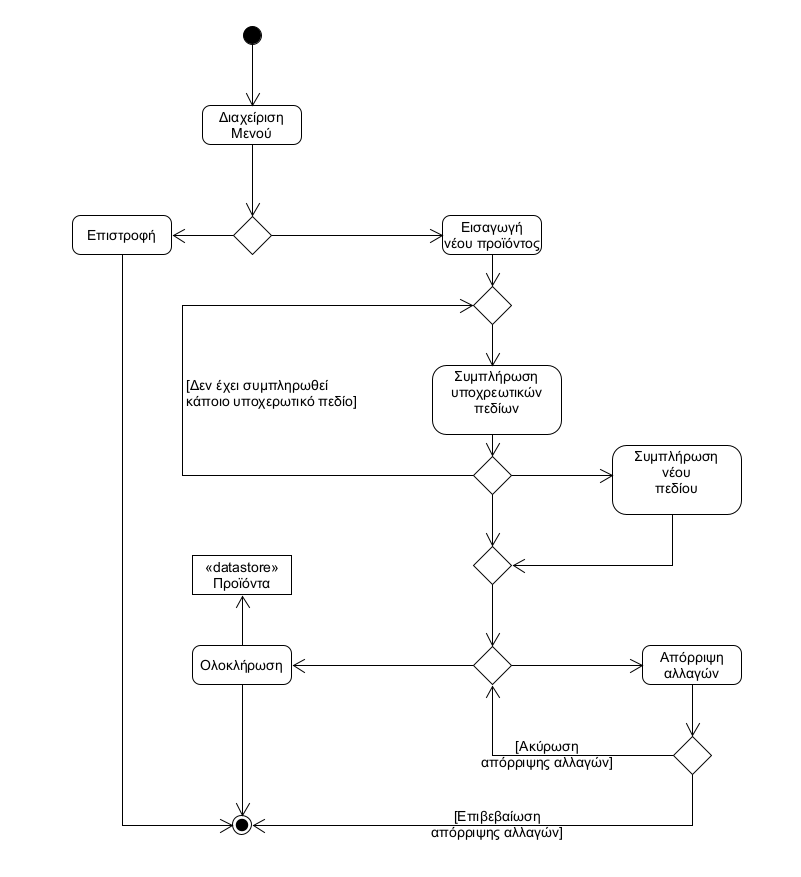 Διαχείριση
Μενού
Επιστροφή
Εισαγωγή
νέου προϊόντος
Συμπλήρωση
υποχρεωτικών
πεδίων
[Δεν έχει συμπληρωθεί
κάποιο υποχερωτικό πεδίο]
Συμπλήρωση
νέου
πεδίου
«datastore»
Προϊόντα
Ολοκλήρωση
Απόρριψη
αλλαγών
[Ακύρωση
απόρριψης αλλαγών]
[Επιβεβαίωση
απόρριψης αλλαγών]